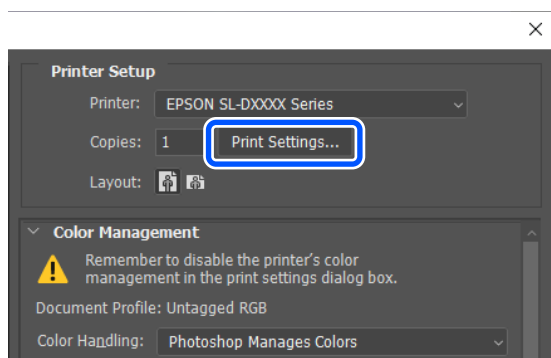 Printer Setup
Printer: EPSON SL-DXXXX Series
Copies: 1 Print Settings...
Layout:
Color Management
Remember to disable the printer's color
management in the print settings dialog box.
Document Profile: Untagged RGB
Color Handling: Photoshop Manages Colors